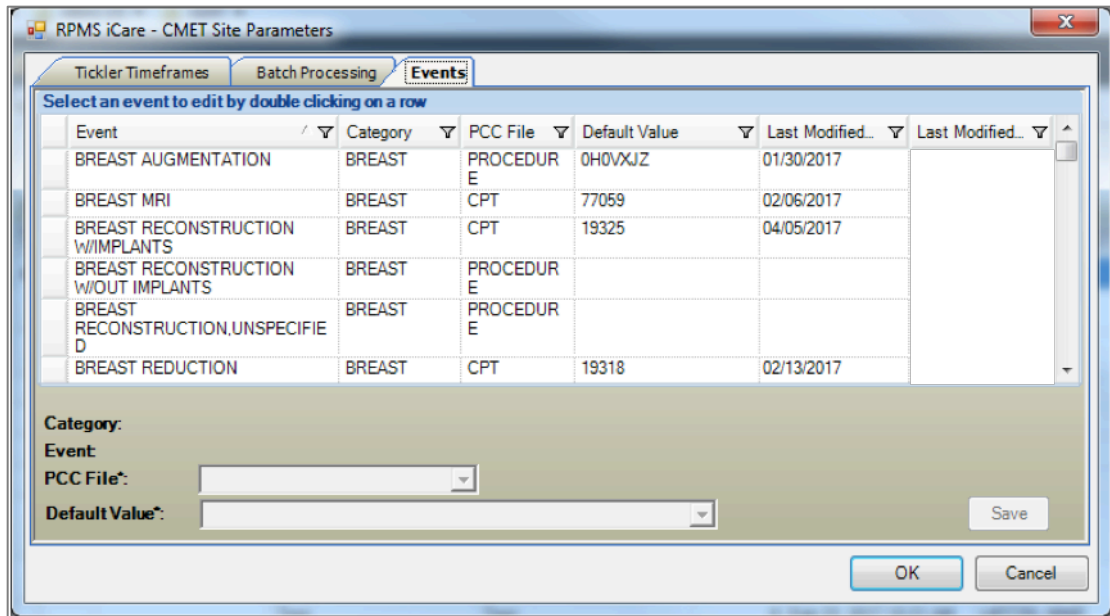 RPMS iCare - CMET Site Parameters
Tickler Timeframes Batch Processing Events
Select an event to edit by double clicking on a row
Event Category PCC File Default Value Last Modified... Last Modified...
BREAST AUGMENTATION BREAST PROCEDUR 0H0VXJZ 01/30/2017
E
BREAST MRI BREAST CPT 77059 02/06/2017
BREAST RECONSTRUCTION BREAST CPT 19325 04/05/2017
W/IMPLANTS
BREAST RECONSTRUCTION BREAST PROCEDUR
W/OUT IMPLANTS E
BREAST BREAST PROCEDUR
RECONSTRUCTION,UNSPECIFIE E
D
BREAST REDUCTION BREAST CPT 19318 02/13/2017
Category:
Event:
PCC File*:
Default Value*:
Save
OK Cancel